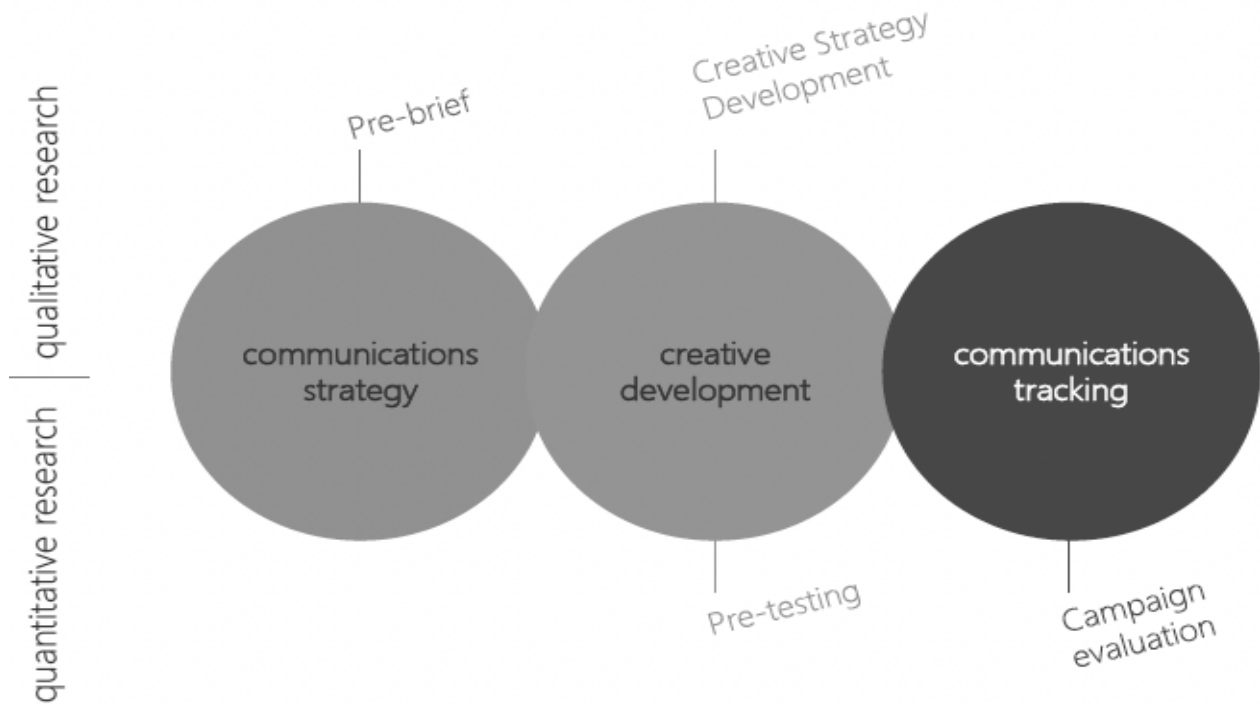 Creative Strategy
Development
Pre-brief
qualitative research
communications
strategy
creative
development
communications
tracking
quantitative research
Pre-testing
Campaign
evaluation